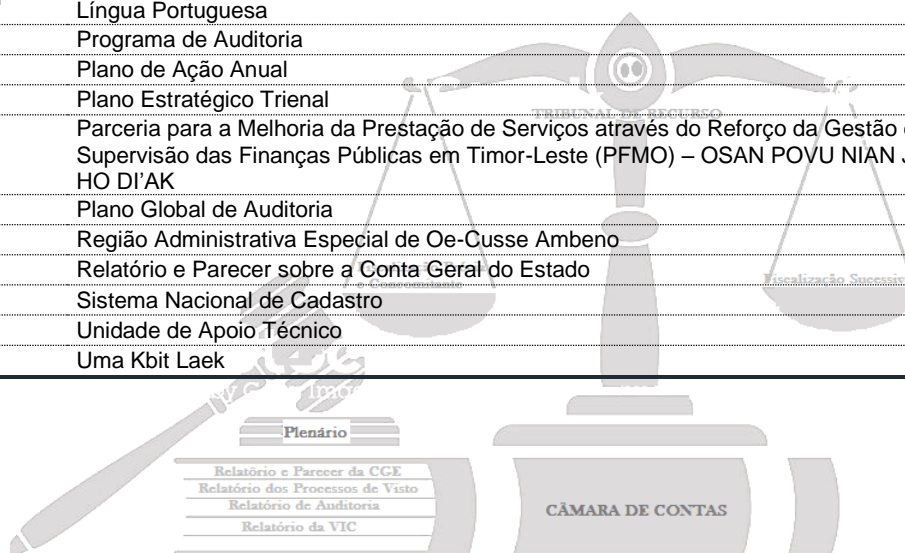 Língua Portuguesa
Programa de Auditoria
Plano de Ação Anual
Plano Estratégico Trienal
TRIBUNAL DE RECURSO
Parceria para a Melhoria da Prestação de Serviços através do Reforço da Gestão
Supervisão das Finanças Públicas em Timor-Leste (PFMO) – OSAN POVU NIAN
HO DI'AK
Plano Global de Auditoria
Região Administrativa Especial de Oe-Cusse Ambeno
Relatório e Parecer sobre a Conta Geral do Estado
e Concomitante
Fiscalização Sucessiv
Sistema Nacional de Cadastro
Unidade de Apoio Técnico
Uma Kbit Laek
Plenário
Relatório e Parecer da CGE
Relatório dos Processos de Visto
Relatório de Auditoria
Relatório da VIC
CÂMARA DE CONTAS